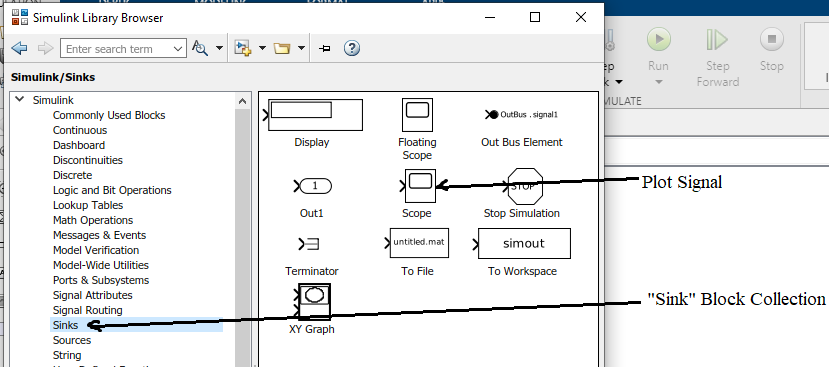 Simulink Library Browser
Enter search term
Simulink/Sinks
Simulink
Commonly Used Blocks
Continuous
Dashboard
Discontinuities
Discrete
Logic and Bit Operations
Lookup Tables
Math Operations
Messages & Events
Model Verification
Model-Wide Utilities
Ports & Subsystems
Signal Attributes
Signal Routing
Sinks
Sources
String
Display
Floating
Scope
OutBus . signal1
Out Bus Element
1
Out1
Scope
STOP
Stop Simulation
Terminator
untitled.mat
To File
simout
To Workspace
XY Graph
Run
Step
Forward
Stop
Plot Signal
"Sink" Block Collection